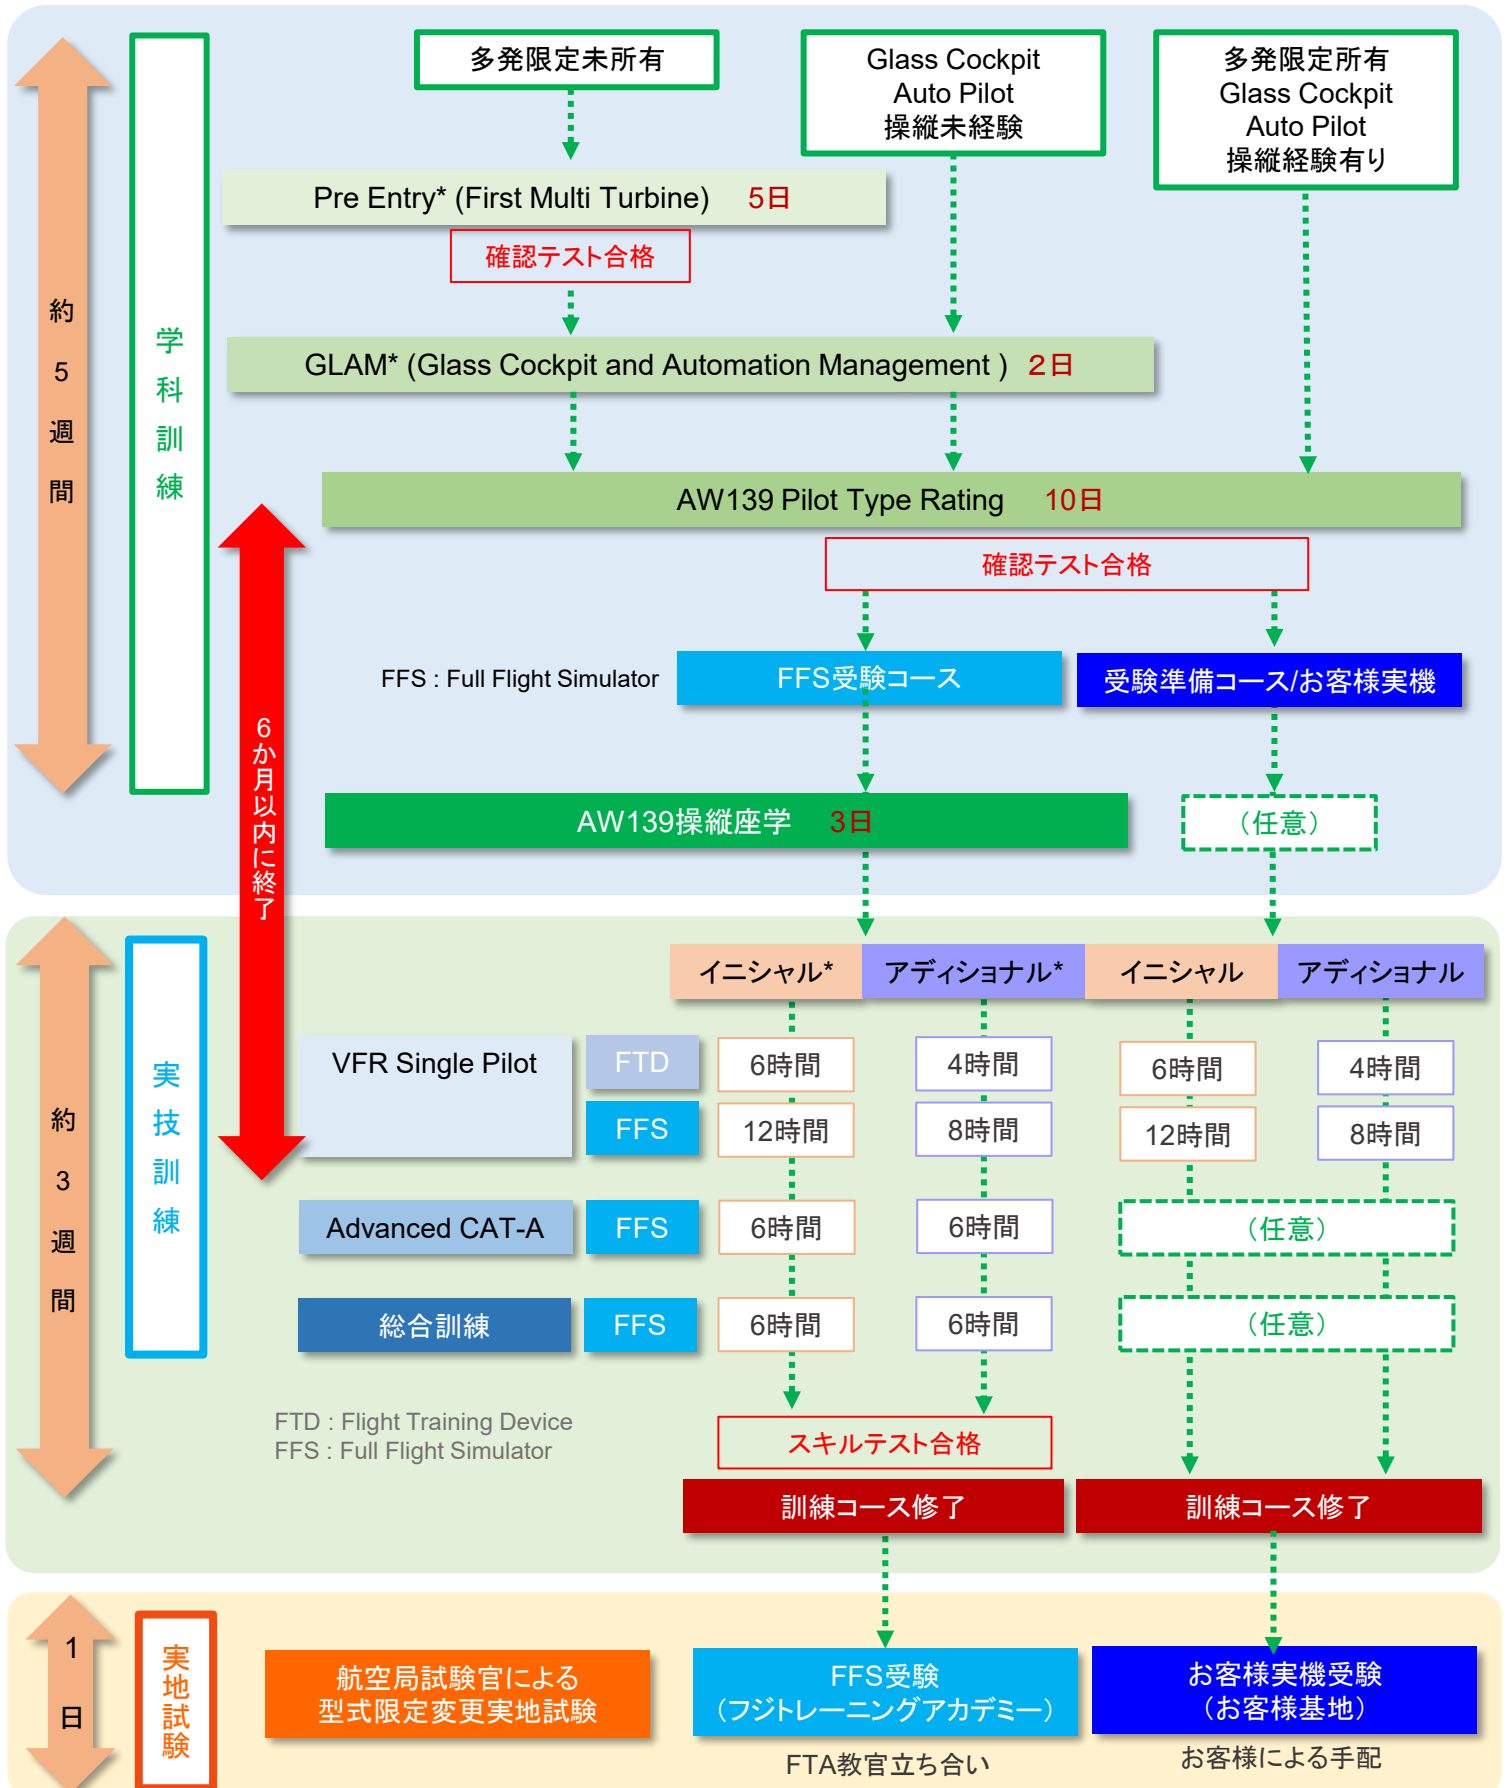 多発限定未所有
Glass Cockpit
Auto Pilot
操縦未経験
多発限定所有
Glass Cockpit
Auto Pilot
操縦経験有り
Pre Entry* (First Multi Turbine) 5日
確認テスト合格
約5週間
学科訓練
GLAM* (Glass Cockpit and Automation Management ) 2日
AW139 Pilot Type Rating 10日
確認テスト合格
FFS : Full Flight Simulator
FFS受験コース
受験準備コース/お客様実機
6か月以内に終了
AW139操縦座学 3日
（任意）
約3週間
実技訓練
イニシャル*
アディショナル*
イニシャル
アディショナル
VFR Single Pilot
FTD
6時間
4時間
6時間
4時間
FFS
12時間
8時間
12時間
8時間
Advanced CAT-A
FFS
6時間
6時間
（任意）
総合訓練
FFS
6時間
6時間
（任意）
FTD : Flight Training Device
FFS : Full Flight Simulator
スキルテスト合格
訓練コース修了
訓練コース修了
1日
実地試験
航空局試験官による
型式限定変更実地試験
FFS受験
（フジトレーニングアカデミー）
お客様実機受験
（お客様基地）
FTA教官立ち合い
お客様による手配